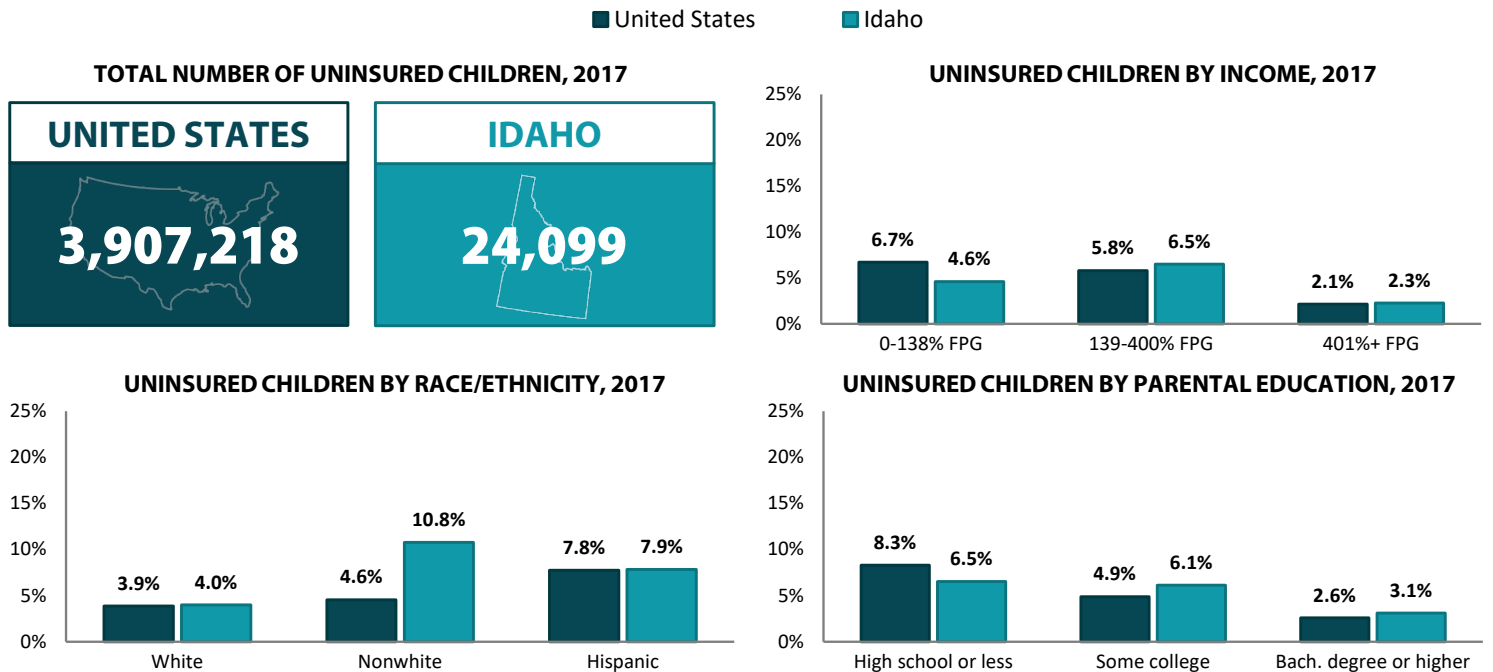 United States Idaho
TOTAL NUMBER OF UNINSURED CHILDREN, 2017
UNITED STATES
3,907,218
IDAHO
24,099
UNINSURED CHILDREN BY INCOME, 2017
25%
20%
15%
10%
5%
0%
6.7% 4.6% 5.8% 6.5% 2.1% 2.3%
0-138% FPG 139-400% FPG 401%+ FPG
UNINSURED CHILDREN BY RACE/ETHNICITY, 2017
25%
20%
15%
10%
5%
0%
3.9% 4.0% 4.6% 10.8% 7.8% 7.9%
White Nonwhite Hispanic
UNINSURED CHILDREN BY PARENTAL EDUCATION, 2017
25%
20%
15%
10%
5%
0%
8.3% 6.5% 4.9% 6.1% 2.6% 3.1%
High school or less Some college Bach. degree or higher